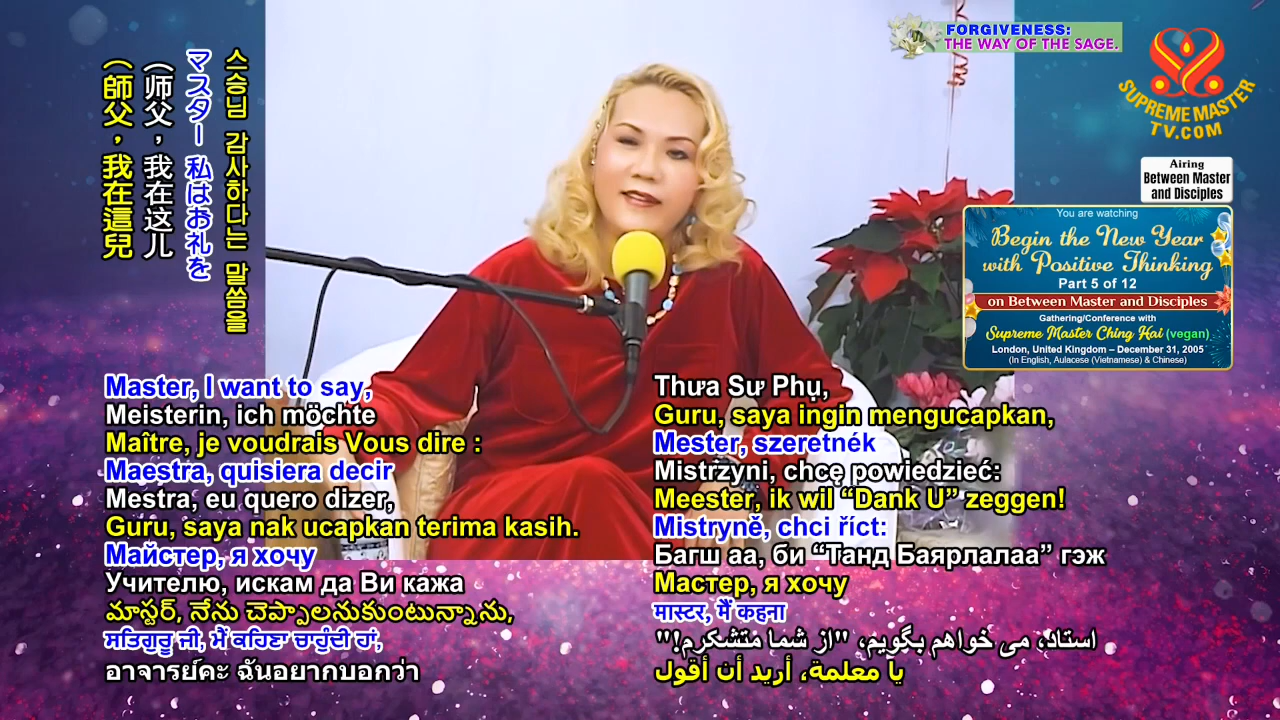 FORGIVENESS:
THE WAY OF THE SAGE.
SUPREME MASTER
TV.COM
Airing
Between Master
and Disciples
You are watching
Begin the New Year
with Positive Thinking
Part 5 of 12
on Between Master and Disciples
Gathering/Conference with
Supreme Master Ching Hai (vegan)
London, United Kingdom – December 31, 2005
(In English, Aulacese (Vietnamese) & Chinese)
스승님 감사하다는 말씀을
マスター 私はお礼を
（师父，我在这儿
（師父，我在這兒
Master, I want to say,
Meisterin, ich möchte
Maître, je voudrais Vous dire :
Maestra, quisiera decir
Mestra, eu quero dizer,
Guru, saya nak ucapkan terima kasih.
Майстер, я хочу
Учителю, искам да Ви кажа
మాస్టర్, నేను చెప్పాలనుకుంటున్నాను,
ਸਤਿਗੁਰੂ ਜੀ, ਮੈਂ ਕਹਿਣਾ ਚਾਹੁੰਦੀ ਹਾਂ,
อาจารย์คะ ฉันอยากบอกว่า
Thưa Sư Phụ,
Guru, saya ingin mengucapkan,
Mester, szeretnék
Mistrzyni, chcę powiedzieć:
Meester, ik wil “Dank U” zeggen!
Mistryně, chci říct:
Багш аа, би “Танд Баярлалаа” гэж
Мастер, я хочу
मास्टर, मैं कहना
استاد، می خواهم بگویم، "از شما متشکرم!"
يا معلمة، أريد أن أقول